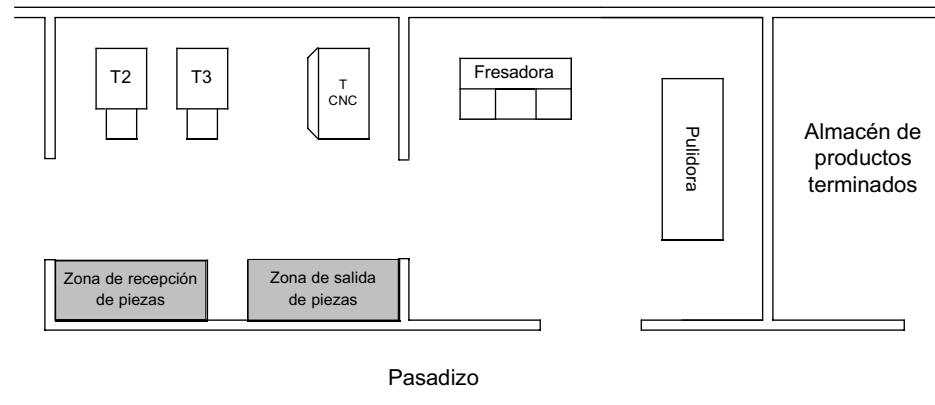 T2
T3
T
CNC
Fresadora
Pulidora
Almacén de
productos
terminados
Zona de recepción
de piezas
Zona de salida
de piezas
Pasadizo